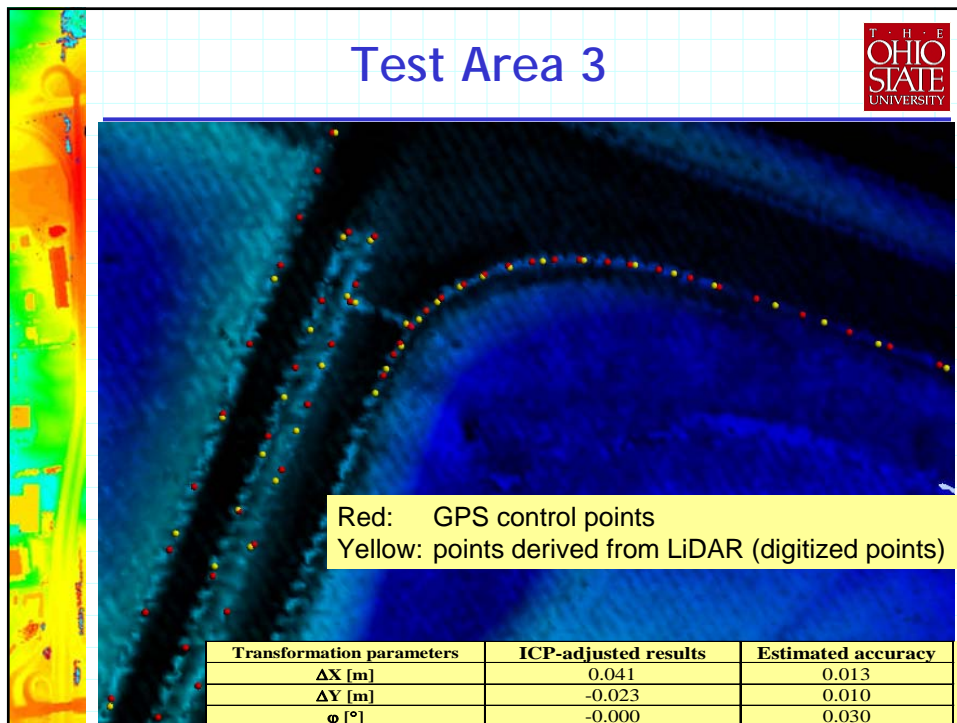 Test Area 3
T · H · E
OHIO
STATE
UNIVERSITY
Red: GPS control points
Yellow: points derived from LiDAR (digitized points)
Transformation parameters ICP-adjusted results Estimated accuracy
ΔX [m] 0.041 0.013
ΔY [m] -0.023 0.010
φ [°] -0.000 0.030